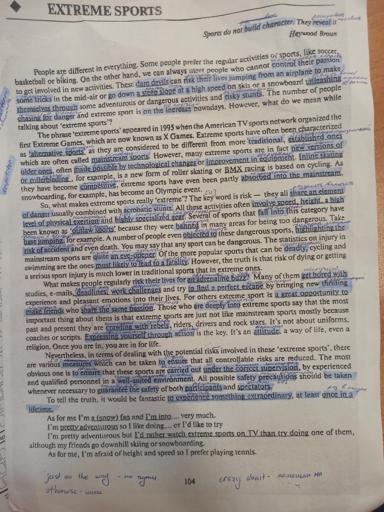 EXTREME SPORTS
Sports do not build character. They reveal it
Heywood Broun
People are different in everything. Some people prefer the regular activities or sports, like soccer,
basketball or biking. On the other hand, we can always meet people who cannot control their passion
to get involved in new activities. These dare devils can risk their lives jumping from an airplane to make
some tricks in the mid-air or go down a steep slope at a high speed on skis or a snowboard unleashing
themselves through some adventurous or dangerous activities and risky stunts. The number of people
chasing for danger and extreme sport is on the increase nowadays. However, what do we mean while
talking about "extreme sports"?
The phrase 'extreme sports' appeared in 1995 when the American TV sports network organized the
first Extreme Games, which are now known as X Games. Extreme sports have often been characterized
as 'alternative sports', as they are considered to be different from more traditional, established ones
which are often called mainstream sports. However, many extreme sports are in fact new versions of
older ones, often made possible by technological changes or improvement in equipment. Inline skating
or rollerblading, for example is a new form of roller skating or BMX racing is based on cycling. As
they have become competitive, extreme sports have even been partly absorbed into the mainstream,
snowboarding, for example, has become an Olympic event.
So, what makes extreme sports really 'extreme'? The key word is risk — they all share an element
of danger usually combined with acrobatic stunts. All these activities often involve speed, height, a high
level of physical exertion and highly specialized gear. Several of sports that fall into this category have
been known as 'outlaw sports' because they are banned in many areas for being too dangerous. Take
base jumping, for example. A number of people even objected to these dangerous sports, highlighting the
risk of accident and even death. You may say that any sport can be dangerous. The statistics on injury in
mainstream sports are quite an eye-opener. Of the more popular sports that can be deadly, cycling and
swimming are the ones most likely to lead to a fatality. However, the truth is that risk of dying or getting
a serious sport injury is much lower in traditional sports that in extreme ones.
What makes people regularly risk their lives for an adrenaline buzz? Many of them get bored with
studies, e-mails, deadlines, work challenges and try to find a perfect escape by bringing new thrilling
experience and pleasant emotions into their lives. For others extreme sport is a great opportunity to
make friends who share the same passion. Those who are deeply into extreme sports say that the most
important thing about them is that extreme sports are just not like mainstream sports mostly because
past and present they are crawling with rebels, riders, drivers and rock stars. It's not about uniforms,
coaches or scripts. Expressing yourself through action is the key. It's an attitude, a way of life, even a
religion. Once you are in, you are in for life.
Nevertheless, in terms of dealing with the potential risks involved in those 'extreme sports', there
are various measures which can be taken to ensure that all controllable risks are reduced. The most
obvious one is to ensure that these sports are carried out under the correct supervision, by experienced
and qualified personnel in a well-suited environment. All possible safety precautions should be taken
whenever necessary to guarantee the safety of both participants and spectators.
To tell the truth, it would be fantastic to experience something extraordinary, at least once in a
lifetime.
As for me I'm a (snow) fan and I'm into.... very much.
I'm pretty adventurous so I like doing.... or I'd like to try
I'm pretty adventurous but I'd rather watch extreme sports on TV than try doing one of them,
although my friends go downhill skiing or snowboarding.
As for me, I'm afraid of height and speed so I prefer playing tennis.
104
just on the way
otherwise
crazy about